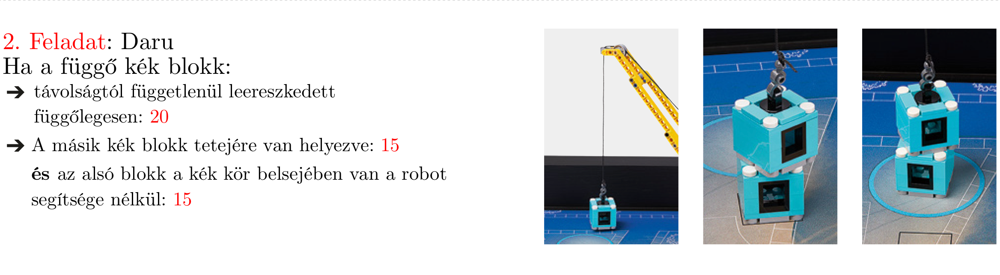 2. Feladat: Daru
Ha a függő kék blokk:
➔ távolságtól függetlenül leereszkedett
függőlegesen: 20
➔ A másik kék blokk tetejére van helyezve: 15
és az alsó blokk a kék kör belsejében van a robot
segítsége nélkül: 15